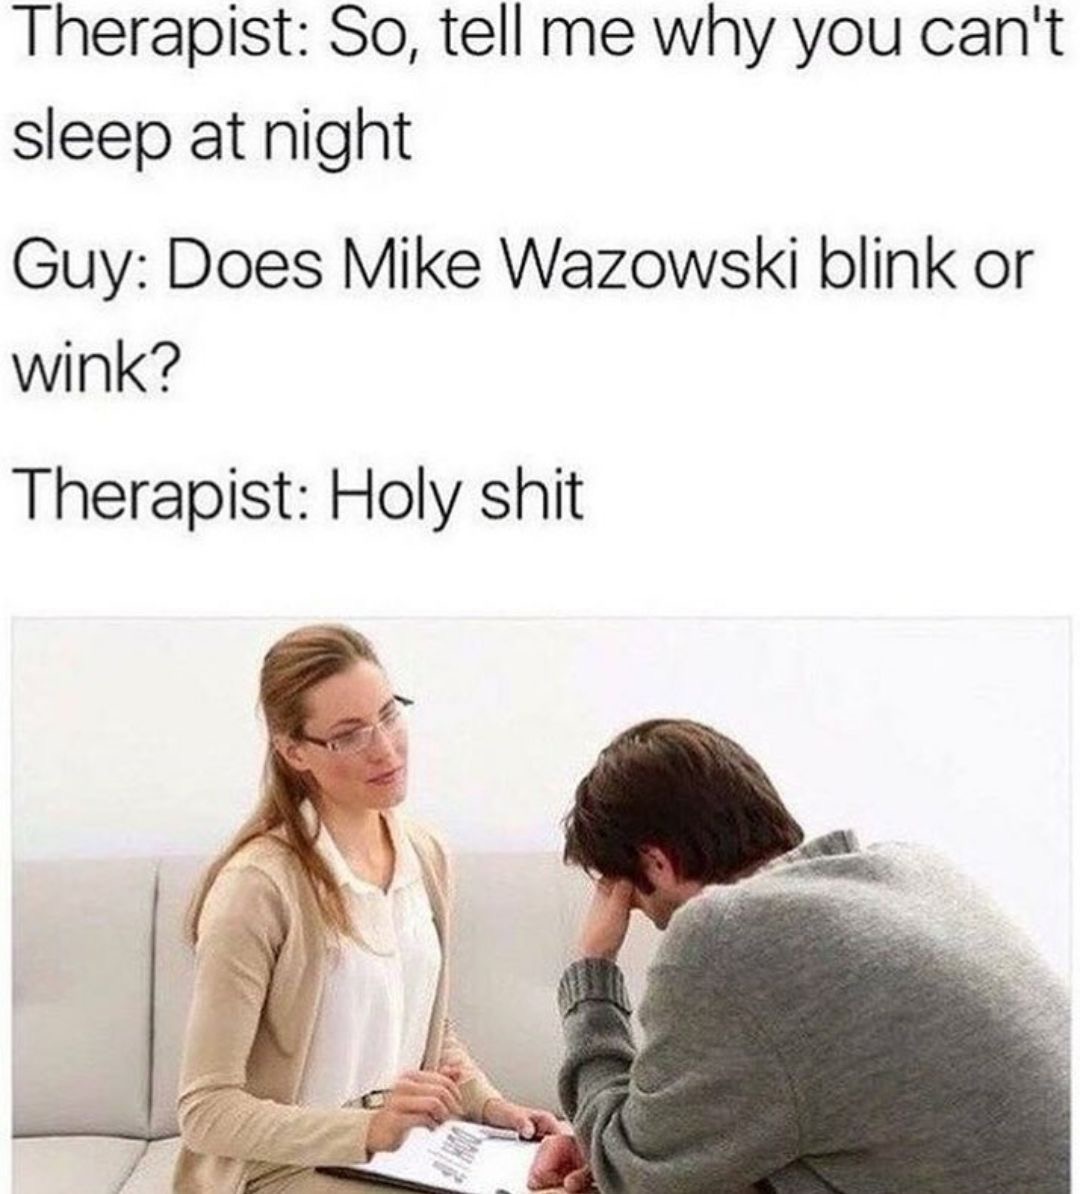 Therapist: So, tell me why you can't
sleep at night
Guy: Does Mike Wazowski blink or
wink?
Therapist: Holy shit